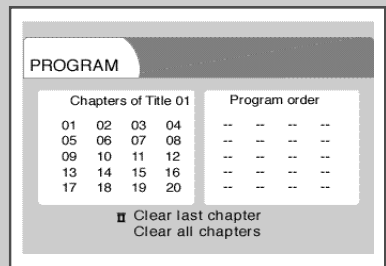 PROGRAM
Chapters of Title 01
01 02 03 04
05 06 07 08
09 10 11 12
13 14 15 16
17 18 19 20
Program order
-- -- -- --
-- -- -- --
-- -- -- --
-- -- -- --
-- -- -- --
Clear last chapter
Clear all chapters